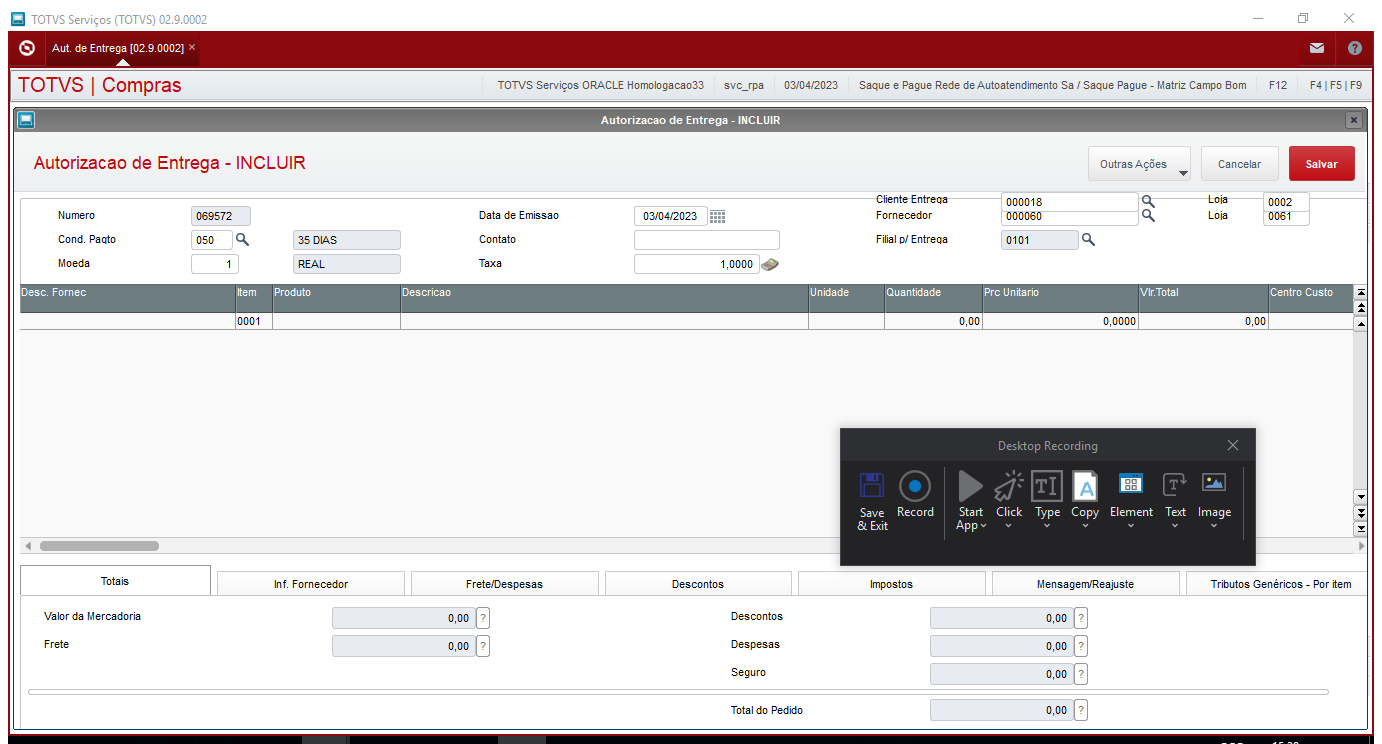 TOTVS Serviços (TOTVS) 02.9.0002
Aut. de Entrega [02.9.0002] ×
TOTVS | Compras
TOTVS Serviços ORACLE Homologacao33
svc_rpa
03/04/2023
Saque e Pague Rede de Autoatendimento Sa / Saque Pague - Matriz Campo Bom
F12
F4 | F5 | F9
Autorizacao de Entrega - INCLUIR
Autorizacao de Entrega - INCLUIR
Outras Ações
Cancelar
Salvar
Cliente Entrega 000018 Loja 0002
Numero 069572 Data de Emissao 03/04/2023 Fornecedor 000060 Loja 0061
Cond. Pagto 050 35 DIAS Contato Filial p/ Entrega 0101
Moeda 1 REAL Taxa 1,0000
Desc. Fornec Item Produto Descricao Unidade Quantidade Prc Unitario Vlr.Total Centro Custo
0001 0,00 0,0000 0,00
Desktop Recording
Save & Exit
Record
Start App
Click
Type
Copy
Element
Text
Image
Totais
Inf. Fornecedor
Frete/Despesas
Descontos
Impostos
Mensagem/Reajuste
Tributos Genéricos - Por item
Valor da Mercadoria 0,00 ? Descontos 0,00 ?
Frete 0,00 ? Despesas 0,00 ?
Seguro 0,00 ?
Total do Pedido 0,00 ?